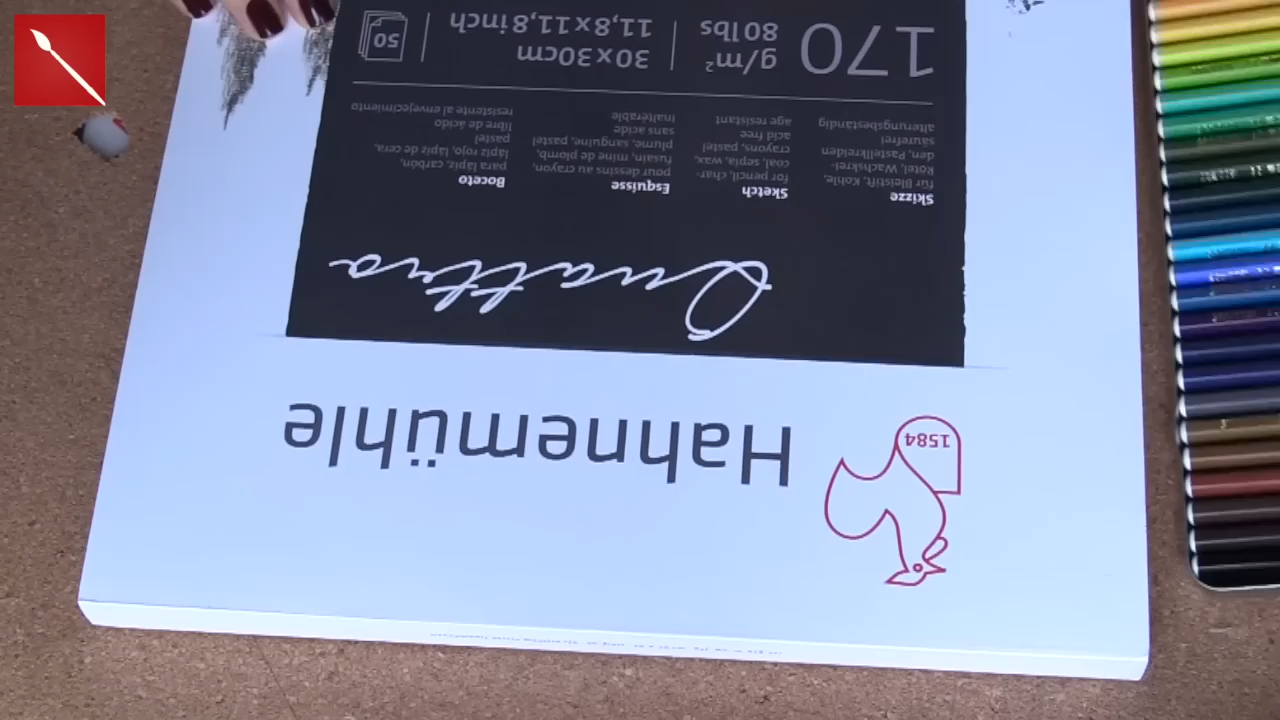 Hahnemühle
1584
Quattro
Skizze
für Bleistift, Kohle,
Rötel, Wachskrei-
den, Pastellkreiden
säurefrei
alterungsbeständig
Sketch
for pencil, char-
coal, sepia, wax,
crayons, pastel
acid free
age resistant
Esquisse
pour dessins au crayon,
fusain, mine de plomb,
plume, sanguine, pastel
sans acide
inaltérable
Boceto
para lápiz, carbón,
lápiz rojo, lápiz de cera,
pastel
libre de ácido
resistente al envejecimiento
170 g/m²
80 lbs
30x30cm
11,8x11,8inch
50